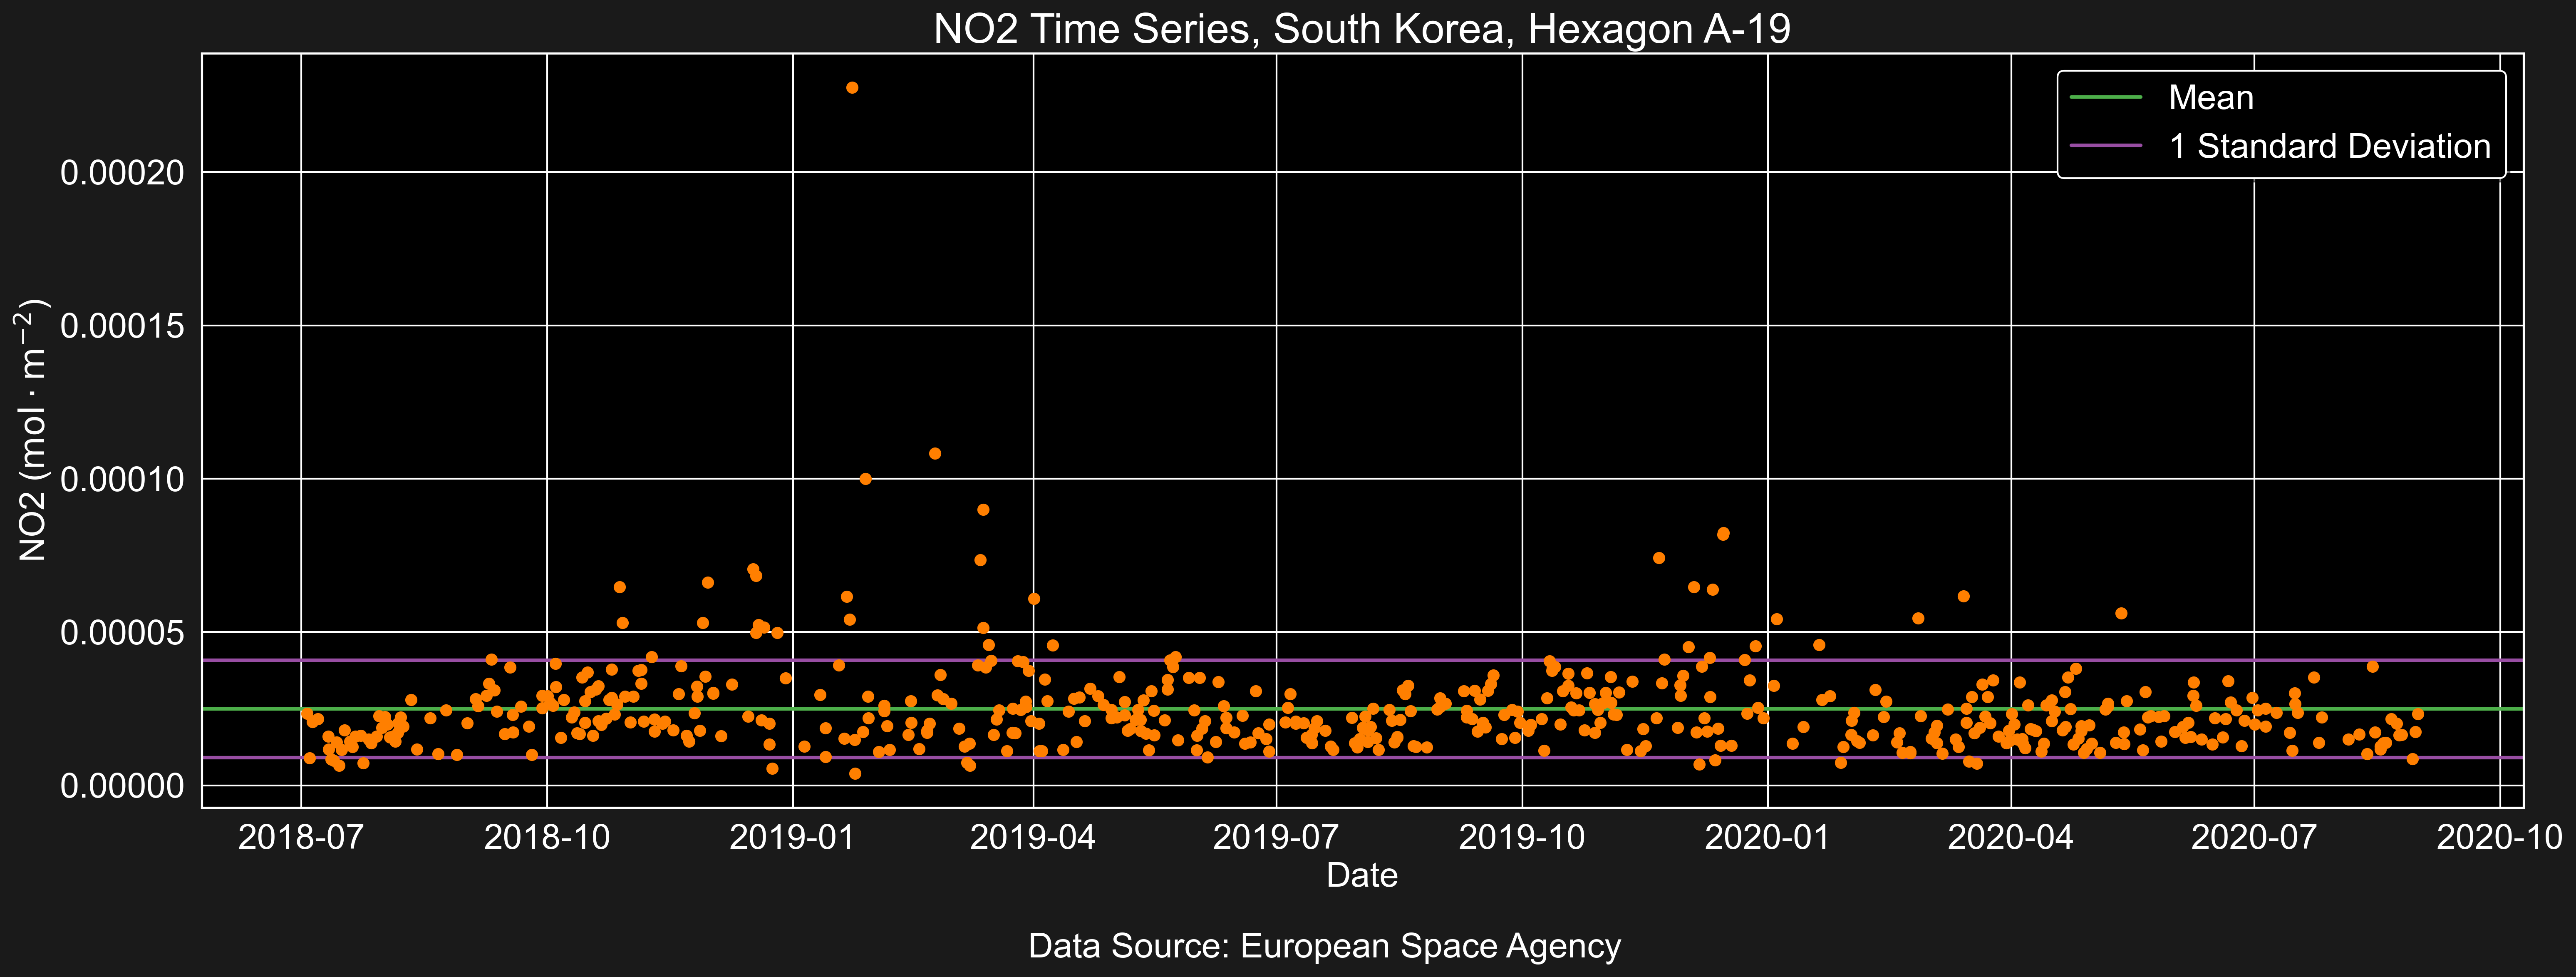 NO2 Time Series, South Korea, Hexagon A-19
Mean
1 Standard Deviation
NO2 (mol · m⁻²)
0.00020
0.00015
0.00010
0.00005
0.00000
2018-07 2018-10 2019-01 2019-04 2019-07 2019-10 2020-01 2020-04 2020-07 2020-10
Date
Data Source: European Space Agency